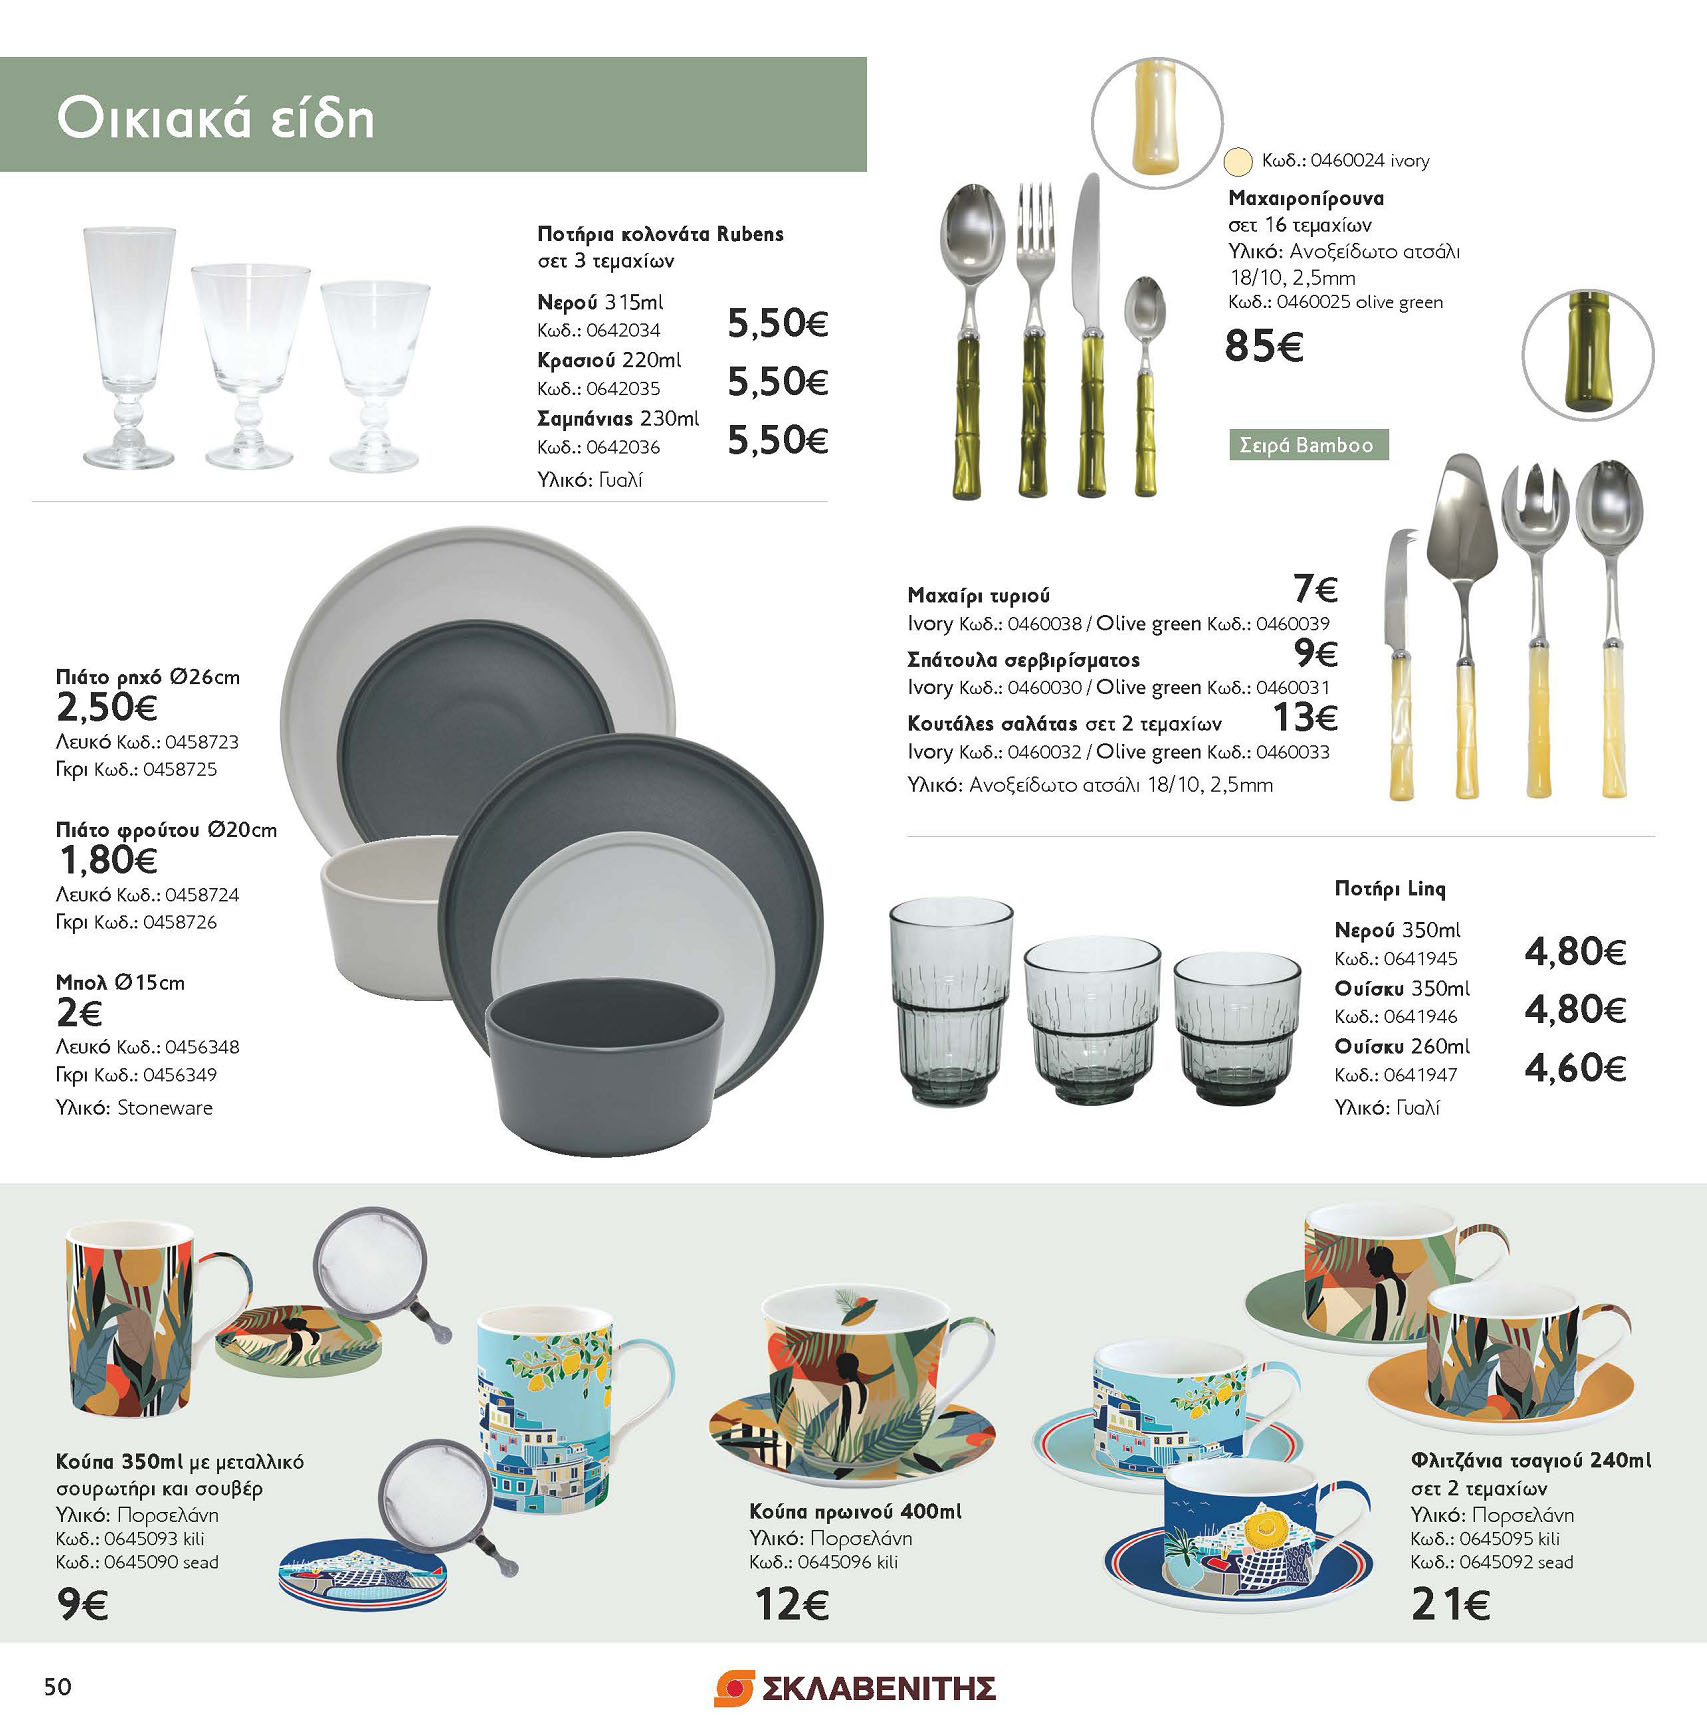 Οικιακά είδη
Ποτήρια κολονάτα Rubens
σετ 3 τεμαχίων
Νερού 315ml
Κωδ.: 0642034
5,50€
Κρασιού 220ml
Κωδ.: 0642035
5,50€
Σαμπάνιας 230ml
Κωδ.: 0642036
5,50€
Υλικό: Γυαλί
Κωδ.: 0460024 ivory
Μαχαιροπίρουνα
σετ 16 τεμαχίων
Υλικό: Ανοξείδωτο ατσάλι
18/10, 2,5mm
Κωδ.: 0460025 olive green
85€
Σειρά Bamboo
Μαχαίρι τυριού 7€
Ivory Κωδ.: 0460038 / Olive green Κωδ.: 0460039
Σπάτουλα σερβιρίσματος 9€
Ivory Κωδ.: 0460030 / Olive green Κωδ.: 0460031
Κουτάλες σαλάτας σετ 2 τεμαχίων 13€
Ivory Κωδ.: 0460032 / Olive green Κωδ.: 0460033
Υλικό: Ανοξείδωτο ατσάλι 18/10, 2,5mm
Πιάτο ρηχό Ø26cm
2,50€
Λευκό Κωδ.: 0458723
Γκρι Κωδ.: 0458725
Πιάτο φρούτου Ø20cm
1,80€
Λευκό Κωδ.: 0458724
Γκρι Κωδ.: 0458726
Μπολ Ø15cm
2€
Λευκό Κωδ.: 0456348
Γκρι Κωδ.: 0456349
Υλικό: Stoneware
Ποτήρι Linq
Νερού 350ml
Κωδ.: 0641945
4,80€
Ουίσκυ 350ml
Κωδ.: 0641946
4,80€
Ουίσκυ 260ml
Κωδ.: 0641947
4,60€
Υλικό: Γυαλί
Κούπα 350ml με μεταλλικό
σουρωτήρι και σουβέρ
Υλικό: Πορσελάνη
Κωδ.: 0645093 kili
Κωδ.: 0645090 sead
9€
Κούπα πρωινού 400ml
Υλικό: Πορσελάνη
Κωδ.: 0645096 kili
12€
Φλιτζάνια τσαγιού 240ml
σετ 2 τεμαχίων
Υλικό: Πορσελάνη
Κωδ.: 0645095 kili
Κωδ.: 0645092 sead
21€
50
ΣΚΛΑΒΕΝΙΤΗΣ